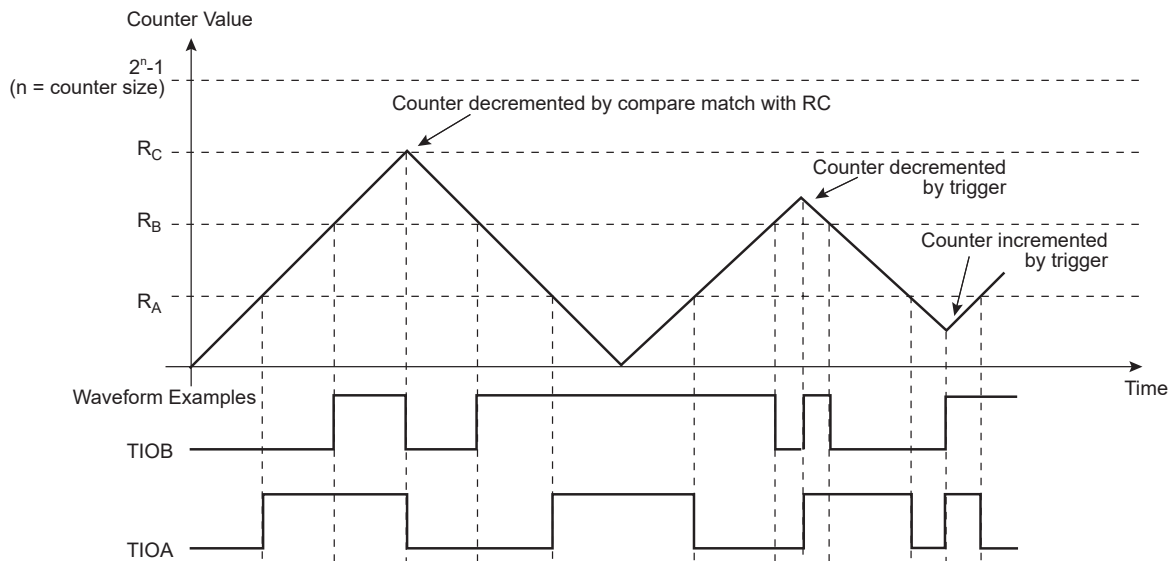 Counter Value
2ⁿ-1
(n = counter size)
Counter decremented by compare match with RC
R_C
Counter decremented
by trigger
R_B
Counter incremented
by trigger
R_A
Time
Waveform Examples
TIOB
TIOA